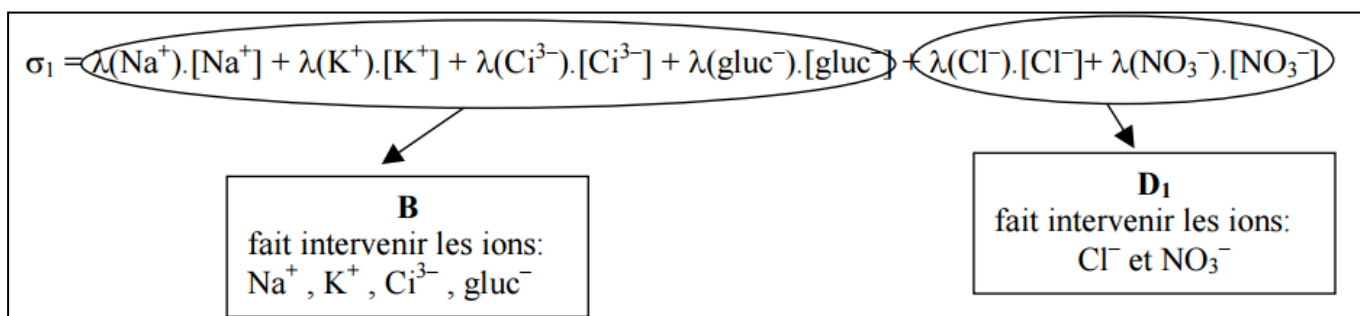 σ₁ = λ(Na⁺).[Na⁺] + λ(K⁺).[K⁺] + λ(Ci³⁻).[Ci³⁻] + λ(gluc⁻).[gluc⁻] + λ(Cl⁻).[Cl⁻]+ λ(NO₃⁻).[NO₃⁻]
B
fait intervenir les ions:
Na⁺ , K⁺ , Ci³⁻ , gluc⁻
D₁
fait intervenir les ions:
Cl⁻ et NO₃⁻